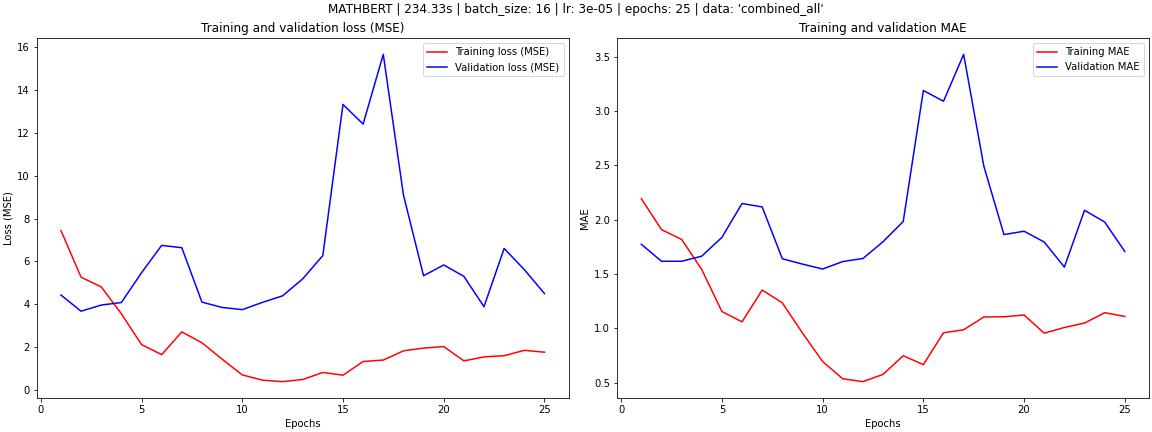 MATHBERT | 234.33s | batch_size: 16 | lr: 3e-05 | epochs: 25 | data: 'combined_all'
Training and validation loss (MSE)
Training loss (MSE)
Validation loss (MSE)
16
14
12
10
8
6
4
2
0
Loss (MSE)
0
5
10
15
20
25
Epochs
Training and validation MAE
Training MAE
Validation MAE
3.5
3.0
2.5
2.0
1.5
1.0
0.5
MAE
0
5
10
15
20
25
Epochs